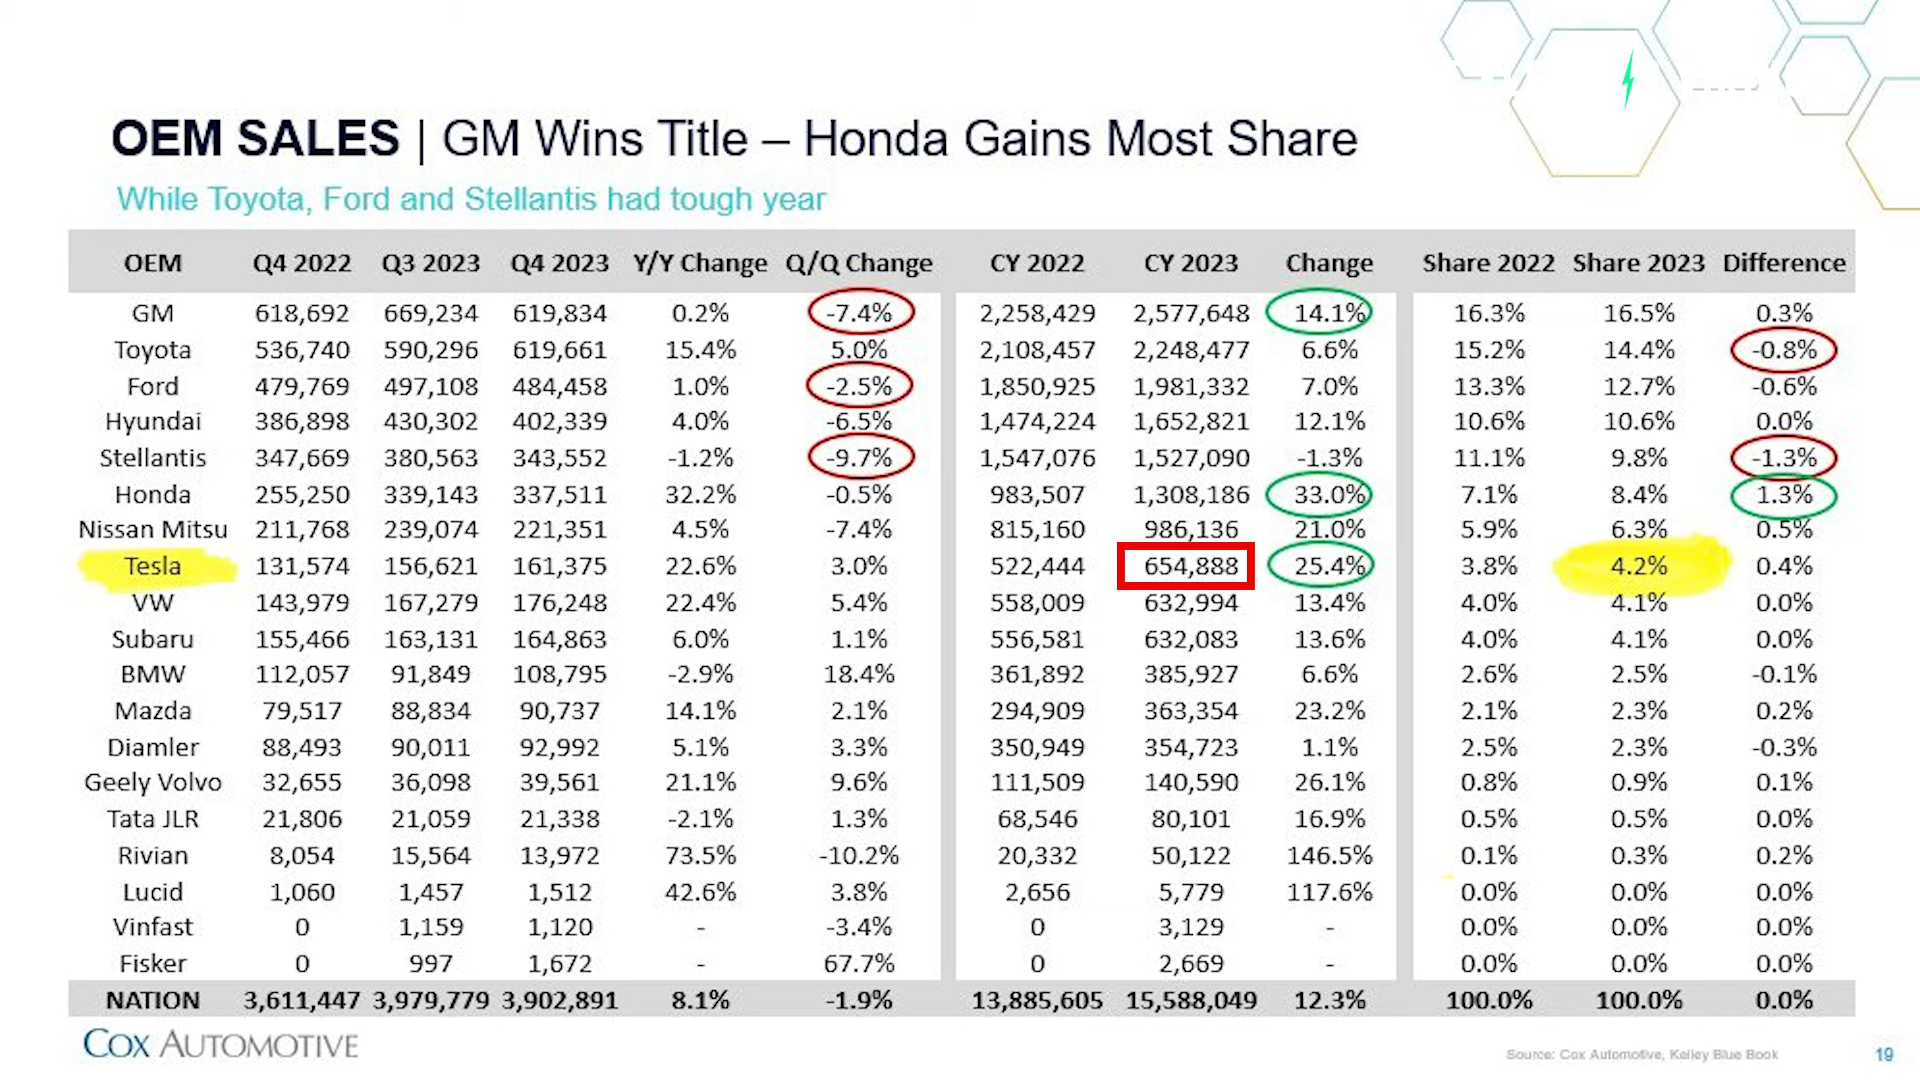 OEM SALES | GM Wins Title – Honda Gains Most Share
While Toyota, Ford and Stellantis had tough year
OEM Q4 2022 Q3 2023 Q4 2023 Y/Y Change Q/Q Change CY 2022 CY 2023 Change Share 2022 Share 2023 Difference
GM 618,692 669,234 619,834 0.2% -7.4% 2,258,429 2,577,648 14.1% 16.3% 16.5% 0.3%
Toyota 536,740 590,296 619,661 15.4% 5.0% 2,108,457 2,248,477 6.6% 15.2% 14.4% -0.8%
Ford 479,769 497,108 484,458 1.0% -2.5% 1,850,925 1,981,332 7.0% 13.3% 12.7% -0.6%
Hyundai 386,898 430,302 402,339 4.0% -6.5% 1,474,224 1,652,821 12.1% 10.6% 10.6% 0.0%
Stellantis 347,669 380,563 343,552 -1.2% -9.7% 1,547,076 1,527,090 -1.3% 11.1% 9.8% -1.3%
Honda 255,250 339,143 337,511 32.2% -0.5% 983,507 1,308,186 33.0% 7.1% 8.4% 1.3%
Nissan Mitsu 211,768 239,074 221,351 4.5% -7.4% 815,160 986,136 21.0% 5.9% 6.3% 0.5%
Tesla 131,574 156,621 161,375 22.6% 3.0% 522,444 654,888 25.4% 3.8% 4.2% 0.4%
VW 143,979 167,279 176,248 22.4% 5.4% 558,009 632,994 13.4% 4.0% 4.1% 0.0%
Subaru 155,466 163,131 164,863 6.0% 1.1% 556,581 632,083 13.6% 4.0% 4.1% 0.0%
BMW 112,057 91,849 108,795 -2.9% 18.4% 361,892 385,927 6.6% 2.6% 2.5% -0.1%
Mazda 79,517 88,834 90,737 14.1% 2.1% 294,909 363,354 23.2% 2.1% 2.3% 0.2%
Diamler 88,493 90,011 92,992 5.1% 3.3% 350,949 354,723 1.1% 2.5% 2.3% -0.3%
Geely Volvo 32,655 36,098 39,561 21.1% 9.6% 111,509 140,590 26.1% 0.8% 0.9% 0.1%
Tata JLR 21,806 21,059 21,338 -2.1% 1.3% 68,546 80,101 16.9% 0.5% 0.5% 0.0%
Rivian 8,054 15,564 13,972 73.5% -10.2% 20,332 50,122 146.5% 0.1% 0.3% 0.2%
Lucid 1,060 1,457 1,512 42.6% 3.8% 2,656 5,779 117.6% 0.0% 0.0% 0.0%
Vinfast 0 1,159 1,120 - -3.4% 0 3,129 - 0.0% 0.0% 0.0%
Fisker 0 997 1,672 - 67.7% 0 2,669 - 0.0% 0.0% 0.0%
NATION 3,611,447 3,979,779 3,902,891 8.1% -1.9% 13,885,605 15,588,049 12.3% 100.0% 100.0% 0.0%
COX AUTOMOTIVE
Source: Cox Automotive, Kelley Blue Book 19